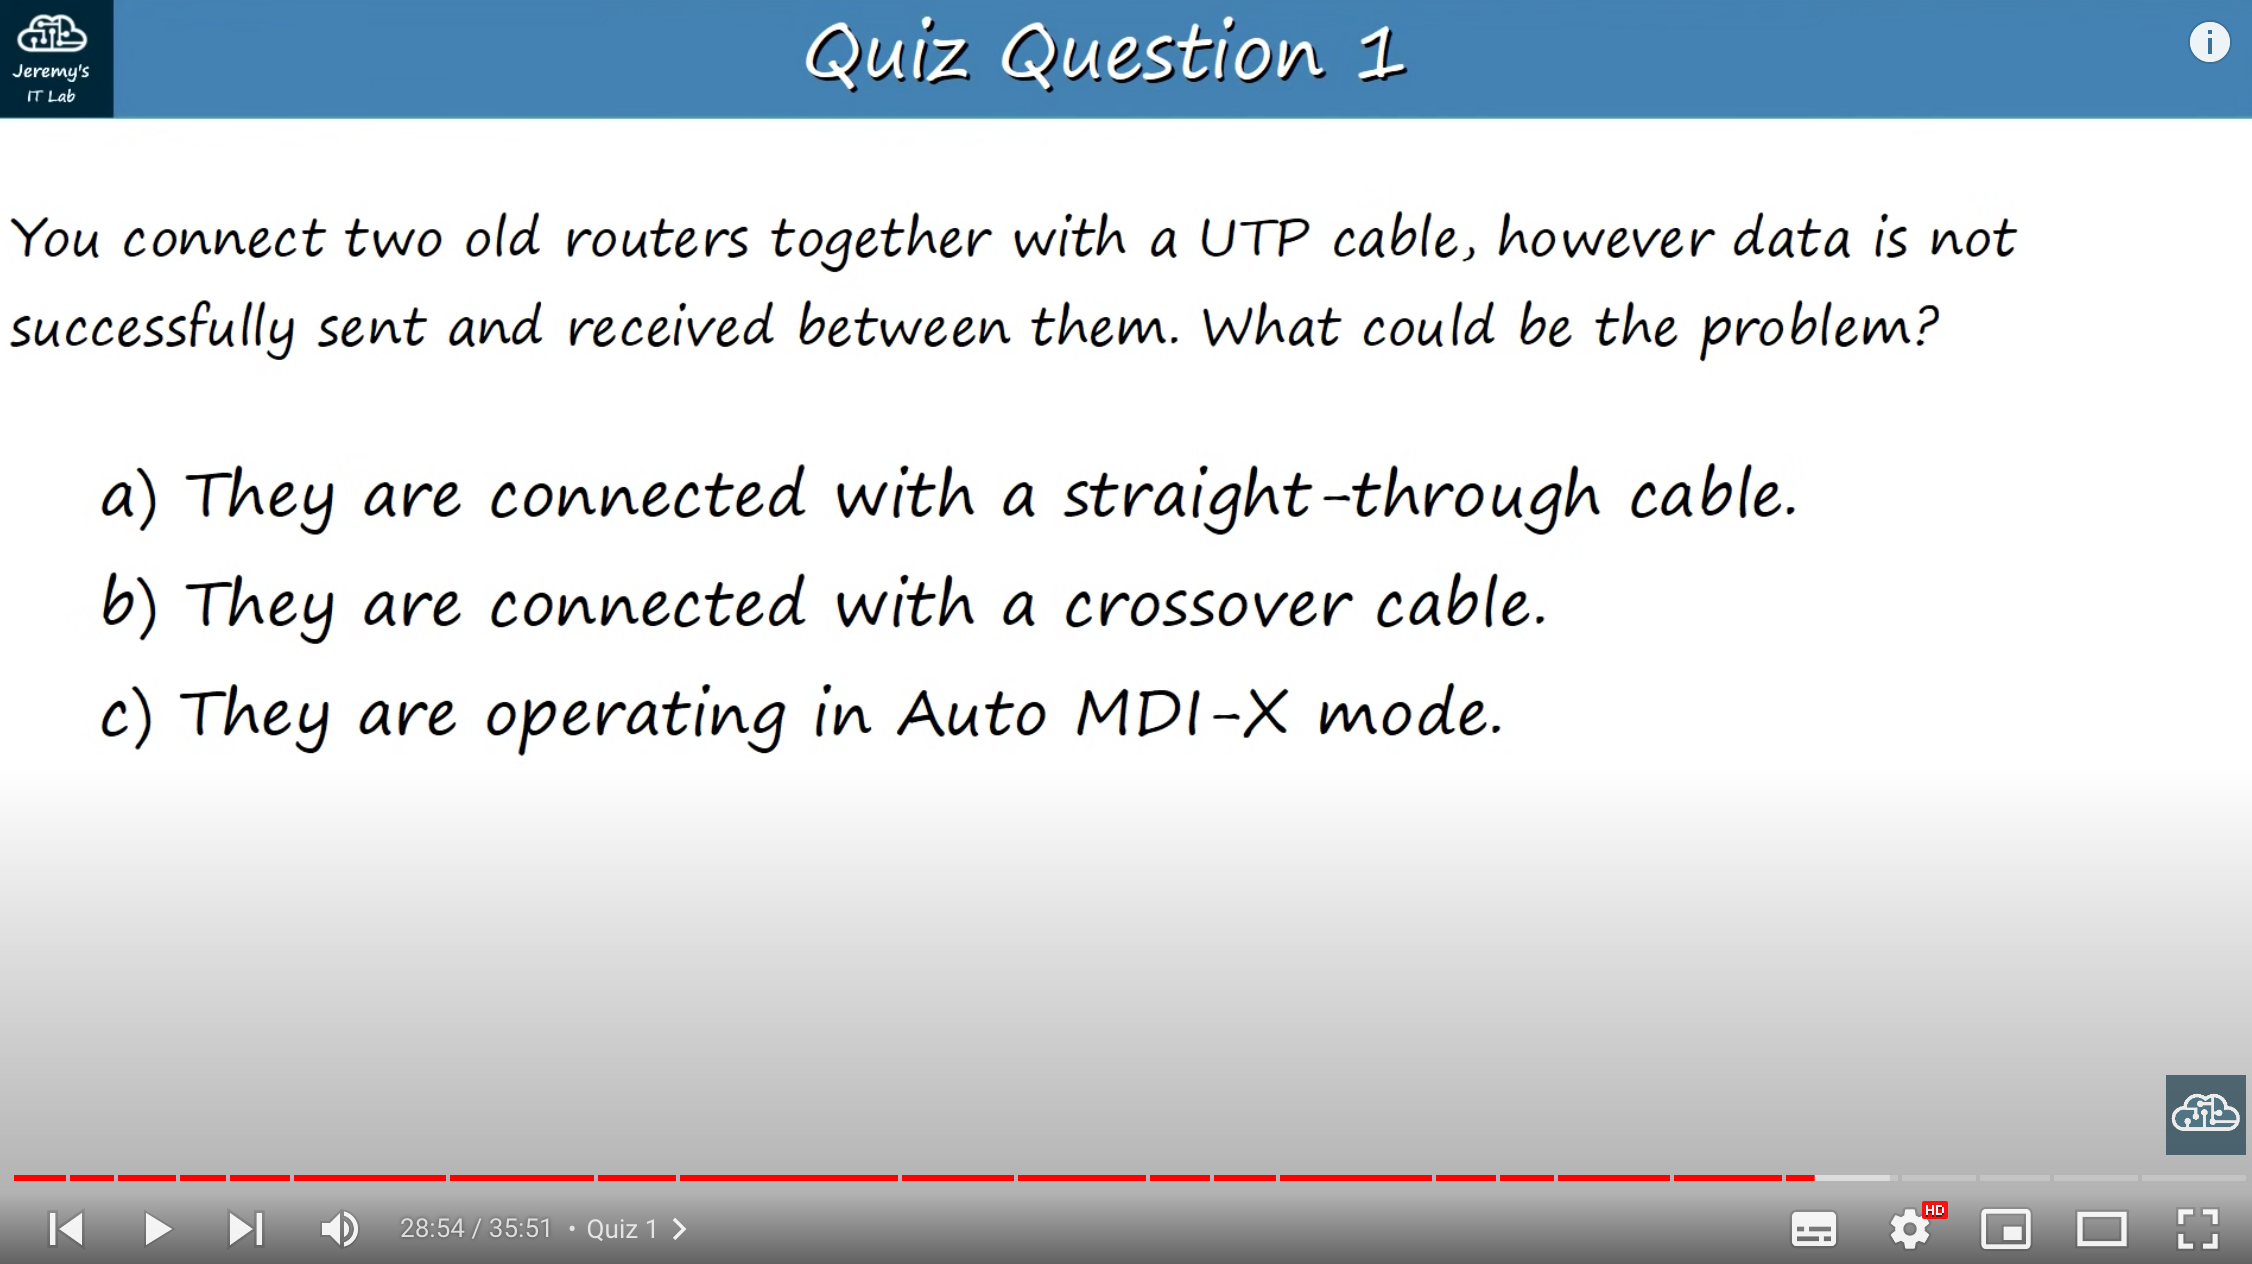 Jeremy's
IT Lab
Quiz Question 1
You connect two old routers together with a UTP cable, however data is not
successfully sent and received between them. What could be the problem?
a) They are connected with a straight-through cable.
b) They are connected with a crossover cable.
c) They are operating in Auto MDI-X mode.
28:54 / 35:51 • Quiz 1
HD